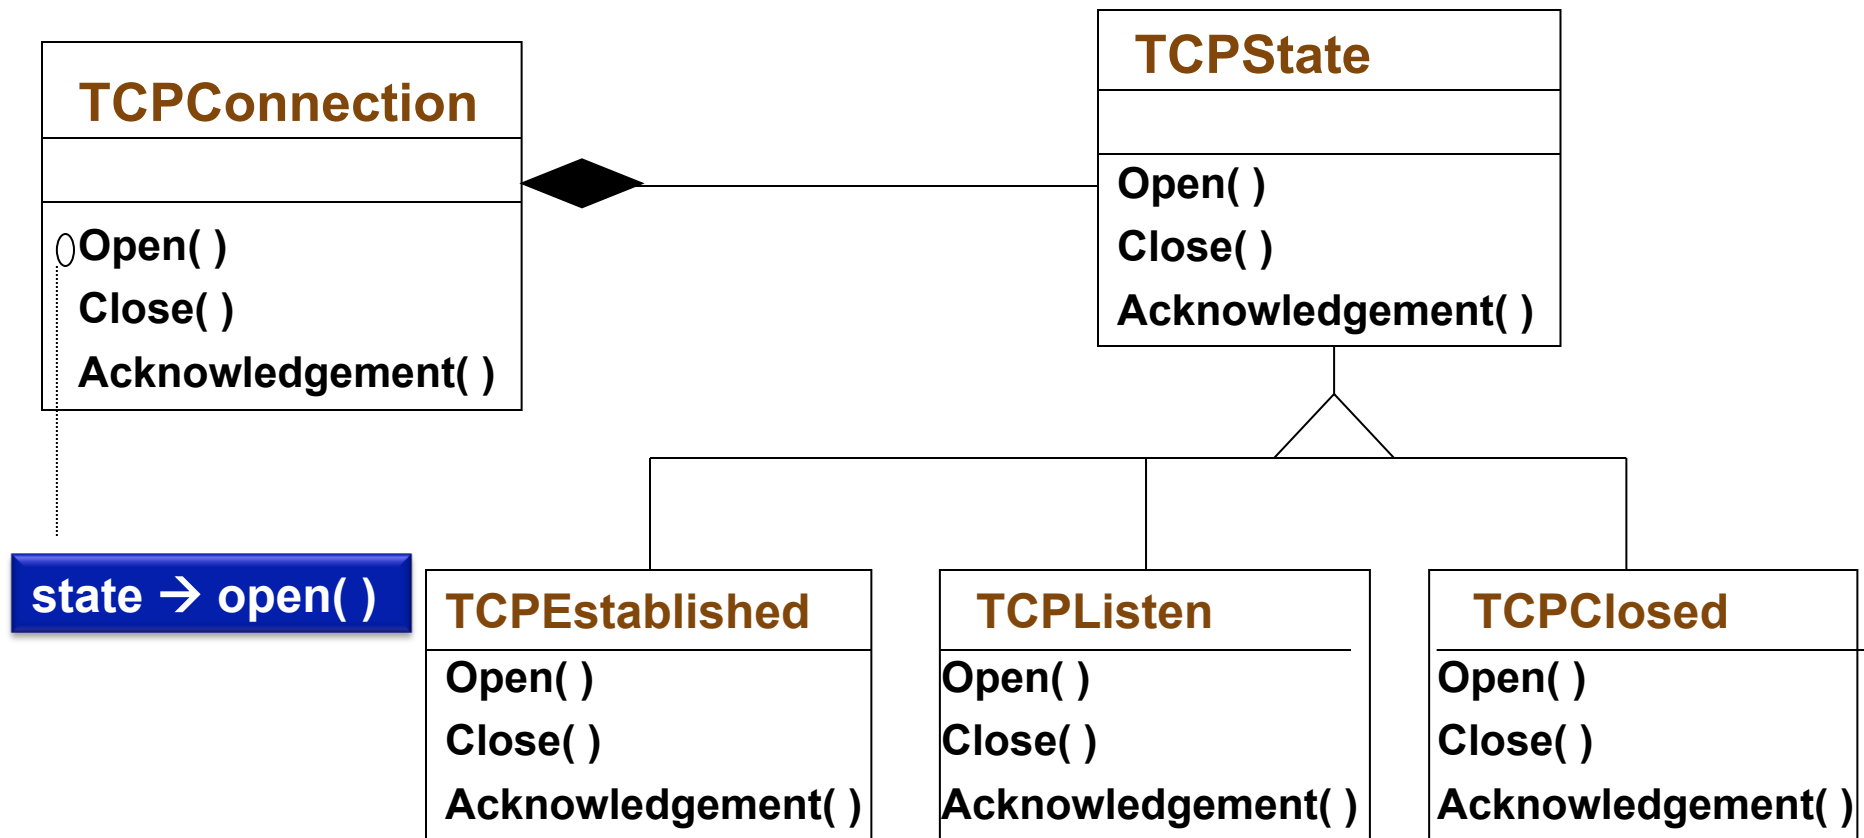 TCPConnection
Open( )
Close( )
Acknowledgement( )
TCPState
Open( )
Close( )
Acknowledgement( )
state → open( )
TCPEstablished
Open( )
Close( )
Acknowledgement( )
TCPListen
Open( )
Close( )
Acknowledgement( )
TCPClosed
Open( )
Close( )
Acknowledgement( )